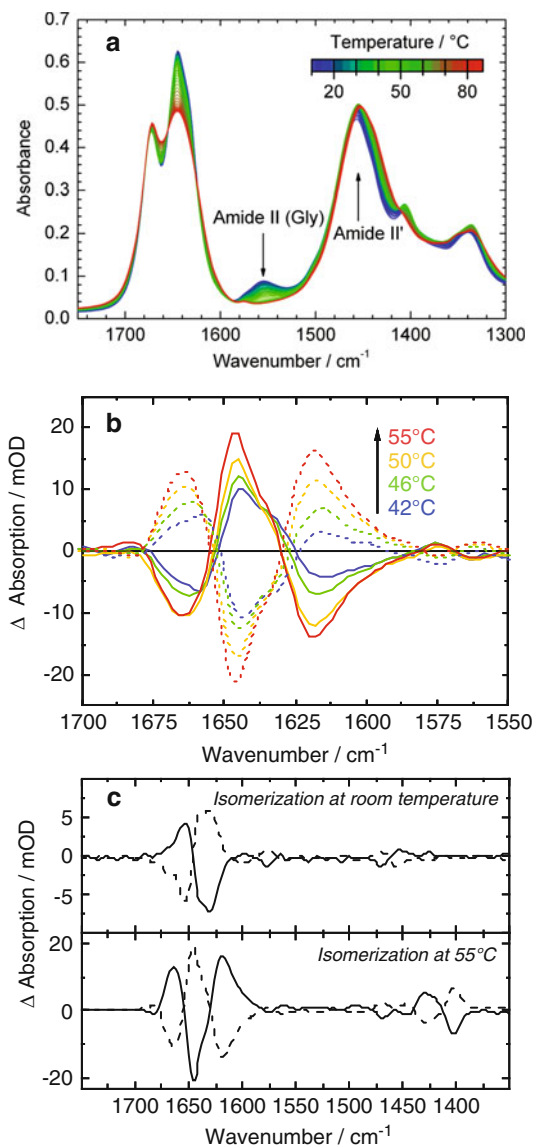 a
Temperature / °C
20 50 80
0.7
0.6
0.5
0.4
0.3
0.2
0.1
0.0
Absorbance
Amide II (Gly)
Amide II'
1700 1600 1500 1400 1300
Wavenumber / cm-1
b
20
10
0
-10
-20
Δ Absorption / mOD
55°C
50°C
46°C
42°C
1700 1675 1650 1625 1600 1575 1550
Wavenumber / cm-1
c
Isomerization at room temperature
5
0
-5
Δ Absorption / mOD
Isomerization at 55°C
20
0
-20
1700 1650 1600 1550 1500 1450 1400
Wavenumber / cm-1